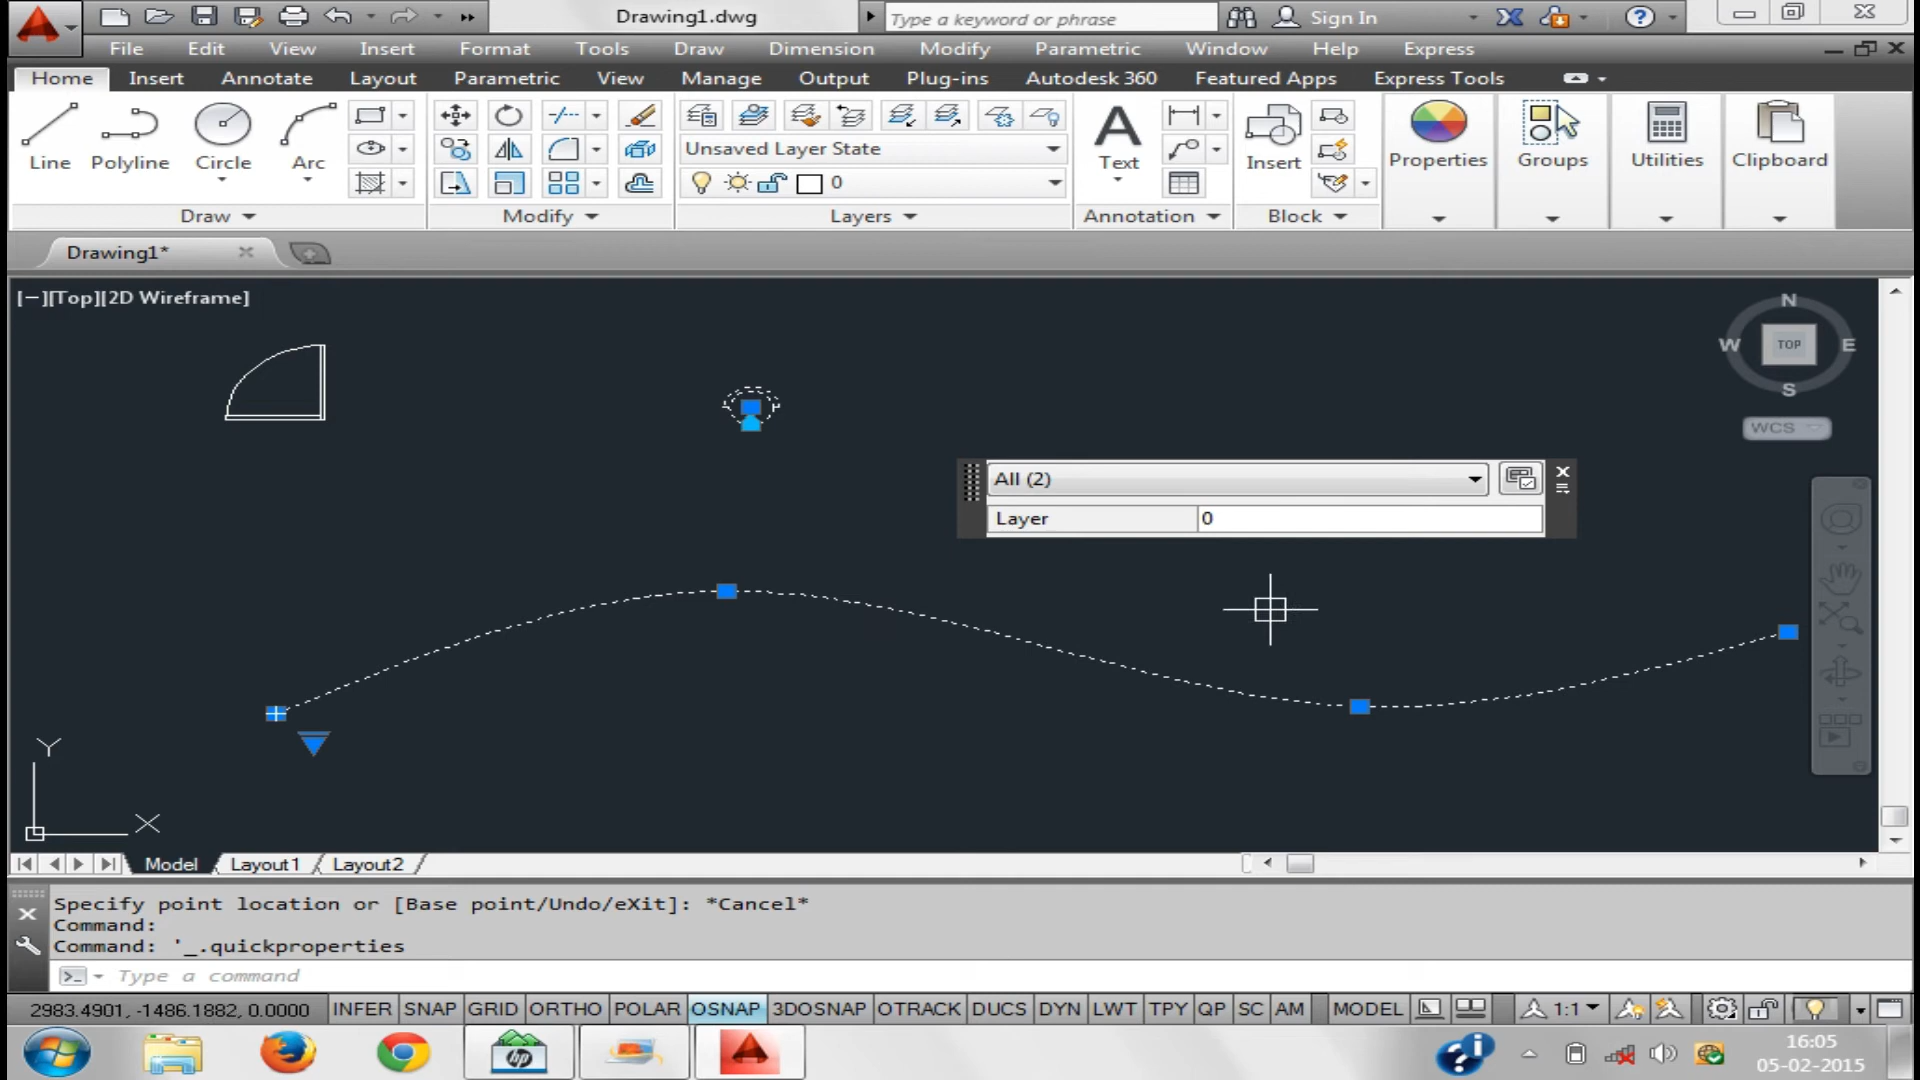 Drawing1.dwg
Type a keyword or phrase
Sign In
File Edit View Insert Format Tools Draw Dimension Modify Parametric Window Help Express
Home Insert Annotate Layout Parametric View Manage Output Plug-ins Autodesk 360 Featured Apps Express Tools
Line Polyline Circle Arc
Unsaved Layer State
0
Text
Insert
Properties Groups Utilities Clipboard
Draw Modify Layers Annotation Block
Drawing1*
[−][Top][2D Wireframe]
N
W TOP E
S
WCS
All (2)
Layer 0
Y
X
Model Layout1 Layout2
Specify point location or [Base point/Undo/eXit]: *Cancel*
Command:
Command: '_.quickproperties
Type a command
2983.4901, -1486.1882, 0.0000 INFER SNAP GRID ORTHO POLAR OSNAP 3DOSNAP OTRACK DUCS DYN LWT TPY QP SC AM MODEL 1:1
hp
16:05
05-02-2015